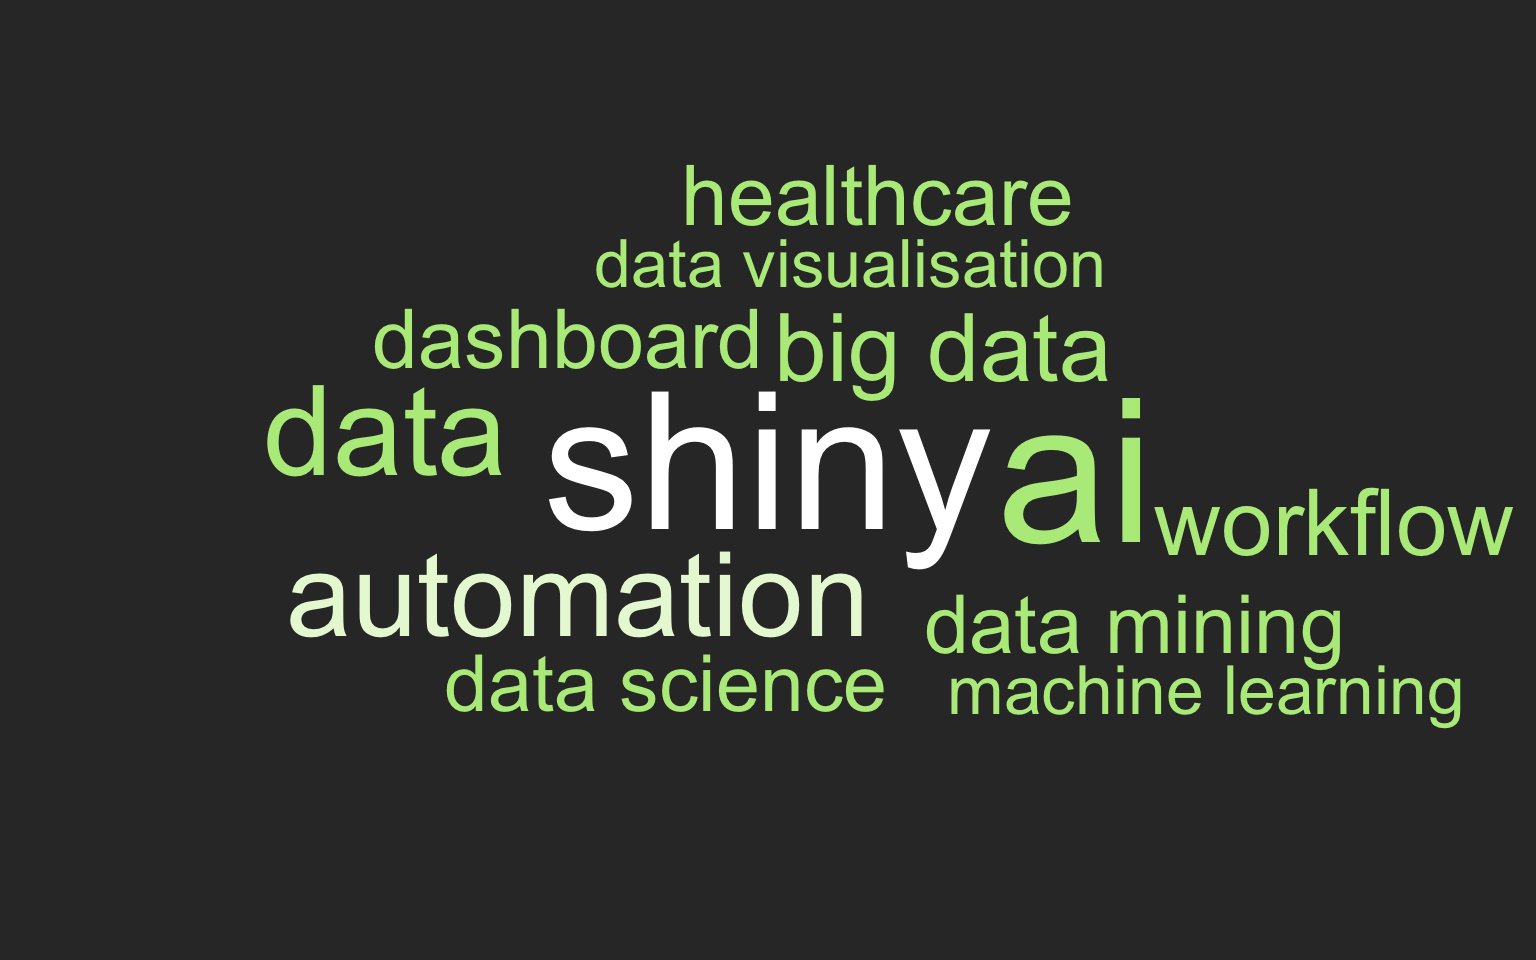 healthcare
data visualisation
dashboard big data
data shiny ai
workflow
automation
data mining
data science
machine learning